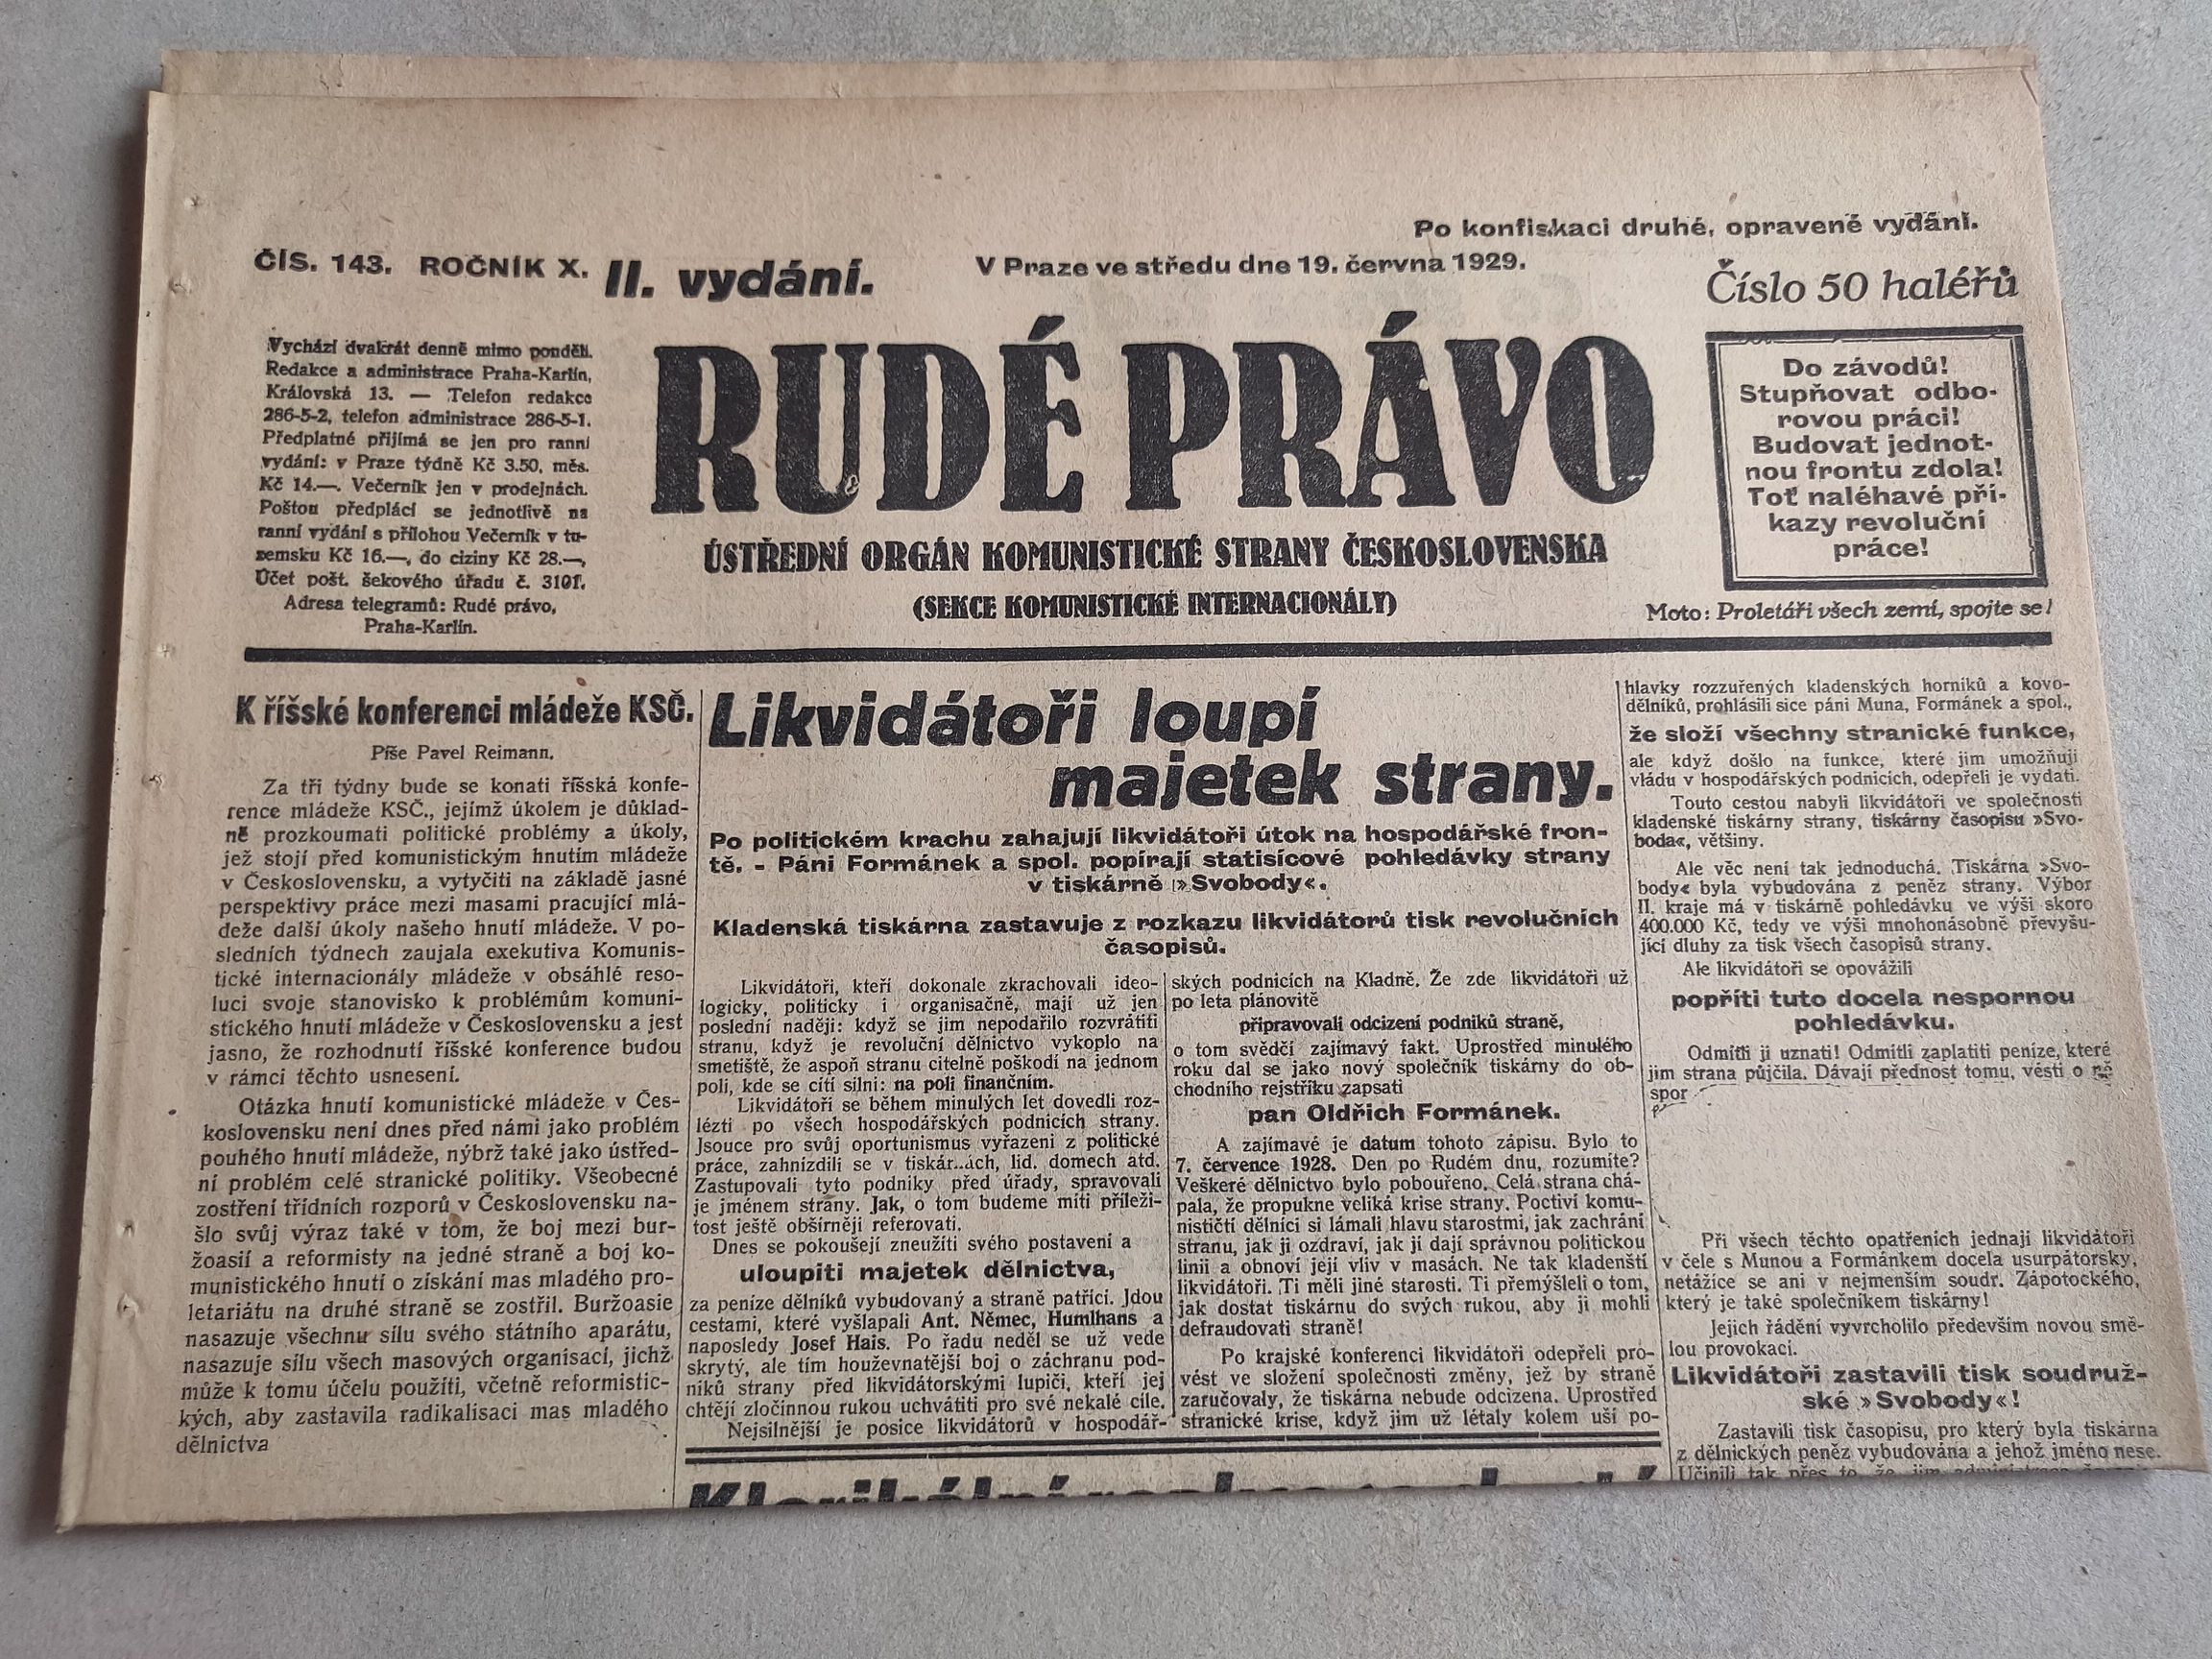 Po konfiskaci druhé, opravené vydání.
ČÍS. 143. ROČNÍK X. II. vydání.
V Praze ve středu dne 19. června 1929.
Číslo 50 haléřů
Vychází dvakrát denně mimo pondělí.
Redakce a administrace Praha-Karlín,
Královská 13. — Telefon redakce
286-5-2, telefon administrace 286-5-1.
Předplatné přijímá se jen pro ranní
vydání: v Praze týdně Kč 3.50, měs.
Kč 14.—. Večerník jen v prodejnách.
Poštou předplácí se jednotlivě na
ranní vydání s přílohou Večerník v tu-
zemsku Kč 16.—, do ciziny Kč 28.—,
Účet pošt. šekového úřadu č. 3101.
Adresa telegramů: Rudé právo,
Praha-Karlín.
RUDÉ PRÁVO
ÚSTŘEDNÍ ORGÁN KOMUNISTICKÉ STRANY ČESKOSLOVENSKA
(SEKCE KOMUNISTICKÉ INTERNACIONÁLY)
Do závodů!
Stupňovat odbo-
rovou práci!
Budovat jednot-
nou frontu zdola!
Toť naléhavé pří-
kazy revoluční
práce!
Moto: Proletáři všech zemí, spojte se!
K říšské konferenci mládeže KSČ.
Píše Pavel Reimann.
Za tři týdny bude se konati říšská konfe-
rence mládeže KSČ., jejímž úkolem je důklad-
ně prozkoumati politické problémy a úkoly,
jež stojí před komunistickým hnutím mládeže
v Československu, a vytyčiti na základě jasné
perspektivy práce mezi masami pracující mlá-
deže další úkoly našeho hnutí mládeže. V po-
sledních týdnech zaujala exekutiva Komunis-
tické internacionály mládeže v obsáhlé reso-
luci svoje stanovisko k problémům komuni-
stického hnutí mládeže v Československu a jest
jasno, že rozhodnutí říšské konference budou
v rámci těchto usnesení.
Otázka hnutí komunistické mládeže v Čes-
koslovensku není dnes před námi jako problém
pouhého hnutí mládeže, nýbrž také jako ústřed-
ní problém celé stranické politiky. Všeobecné
zostření třídních rozporů v Československu na-
šlo svůj výraz také v tom, že boj mezi bur-
žoasií a reformisty na jedné straně a boj ko-
munistického hnutí o získání mas mladého pro-
letariátu na druhé straně se zostřil. Buržoasie
nasazuje všechnu sílu svého státního aparátu,
nasazuje sílu všech masových organisací, jichž
může k tomu účelu použíti, včetně reformistic-
kých, aby zastavila radikalisaci mas mladého
dělnictva
Likvidátoři loupí
majetek strany.
Po politickém krachu zahajují likvidátoři útok na hospodářské fron-
tě. - Páni Formánek a spol. popírají statisícové pohledávky strany
v tiskárně »Svobody«.
Kladenská tiskárna zastavuje z rozkazu likvidátorů tisk revolučních
časopisů.
Likvidátoři, kteří dokonale zkrachovali ideo-
logicky, politicky i organisačně, mají už jen
poslední naději: když se jim nepodařilo rozvrátiti
stranu, když je revoluční dělnictvo vykoplo na
smetiště, že aspoň stranu citelně poškodí na jednom
poli, kde se cítí silni: na poli finančním.
Likvidátoři se během minulých let dovedli roz-
lézti po všech hospodářských podnicích strany.
Jsouce pro svůj oportunismus vyřazeni z politické
práce, zahnízdili se v tiskár..ách, lid. domech atd.
Zastupovali tyto podniky před úřady, spravovali
je jménem strany. Jak, o tom budeme míti příleži-
tost ještě obšírněji referovati.
Dnes se pokoušejí zneužíti svého postavení a
uloupiti majetek dělnictva,
za peníze dělníků vybudovaný a straně patřící. Jdou
cestami, které vyšlapali Ant. Němec, Humlhans a
naposledy Josef Hais. Po řadu neděl se už vede
skrytý, ale tím houževnatější boj o záchranu pod-
niků strany před likvidátorskými lupiči, kteří jej
chtějí zločinnou rukou uchvátiti pro své nekalé cíle.
Nejsilnější je posice likvidátorů v hospodář-
ských podnicích na Kladně. Že zde likvidátoři už
po leta plánovitě
připravovali odcizení podniků straně,
o tom svědčí zajímavý fakt. Uprostřed minulého
roku dal se jako nový společník tiskárny do ob-
chodního rejstříku zapsati
pan Oldřich Formánek.
A zajímavé je datum tohoto zápisu. Bylo to
7. července 1928. Den po Rudém dnu, rozumíte?
Veškeré dělnictvo bylo pobouřeno. Celá strana chá-
pala, že propukne veliká krise strany. Poctiví komu-
nističtí dělníci si lámali hlavu starostmi, jak zachrání
stranu, jak ji ozdraví, jak jí dají správnou politickou
linii a obnoví její vliv v masách. Ne tak kladenští
likvidátoři. Ti měli jiné starosti. Ti přemýšleli o tom,
jak dostat tiskárnu do svých rukou, aby ji mohli
defraudovati straně!
Po krajské konferenci likvidátoři odepřeli pro-
vést ve složení společnosti změny, jež by straně
zaručovaly, že tiskárna nebude odcizena. Uprostřed
stranické krise, když jim už létaly kolem uší po-
hlavky rozzuřených kladenských horníků a kovo-
dělníků, prohlásili sice páni Muna, Formánek a spol.,
že složí všechny stranické funkce,
ale když došlo na funkce, které jim umožňují
vládu v hospodářských podnicích, odepřeli je vydati.
Touto cestou nabyli likvidátoři ve společnosti
kladenské tiskárny strany, tiskárny časopisu »Svo-
boda«, většiny.
Ale věc není tak jednoduchá. Tiskárna »Svo-
body« byla vybudována z peněz strany. Výbor
II. kraje má v tiskárně pohledávku ve výši skoro
400.000 Kč, tedy ve výši mnohonásobně převyšu-
jící dluhy za tisk všech časopisů strany.
Ale likvidátoři se opovážili
popříti tuto docela nespornou
pohledávku.
Odmítli ji uznati! Odmítli zaplatiti peníze, které
jim strana půjčila. Dávají přednost tomu, vésti o ně
spor
Při všech těchto opatřeních jednají likvidátoři
v čele s Munou a Formánkem docela usurpátorsky,
netážíce se ani v nejmenším soudr. Zápotockého,
který je také společníkem tiskárny!
Jejich řádění vyvrcholilo především novou smě-
lou provokací.
Likvidátoři zastavili tisk soudruž-
ské »Svobody«!
Zastavili tisk časopisu, pro který byla tiskárna
z dělnických peněz vybudována a jehož jméno nese.
Učinili tak přes to, že jim administrace